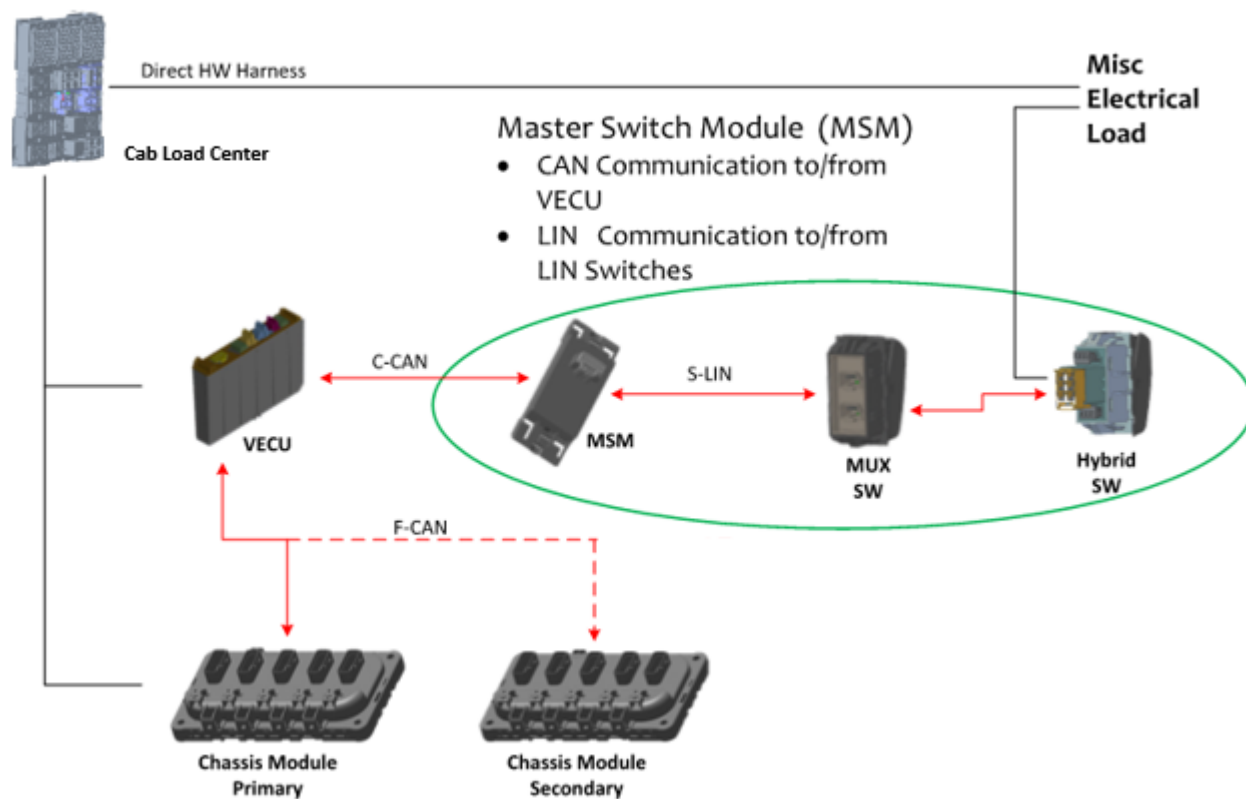 Direct HW Harness
Misc
Electrical
Load
Cab Load Center
Master Switch Module (MSM)
• CAN Communication to/from
VECU
• LIN Communication to/from
LIN Switches
C-CAN
S-LIN
VECU
MSM
MUX
SW
Hybrid
SW
F-CAN
Chassis Module
Primary
Chassis Module
Secondary